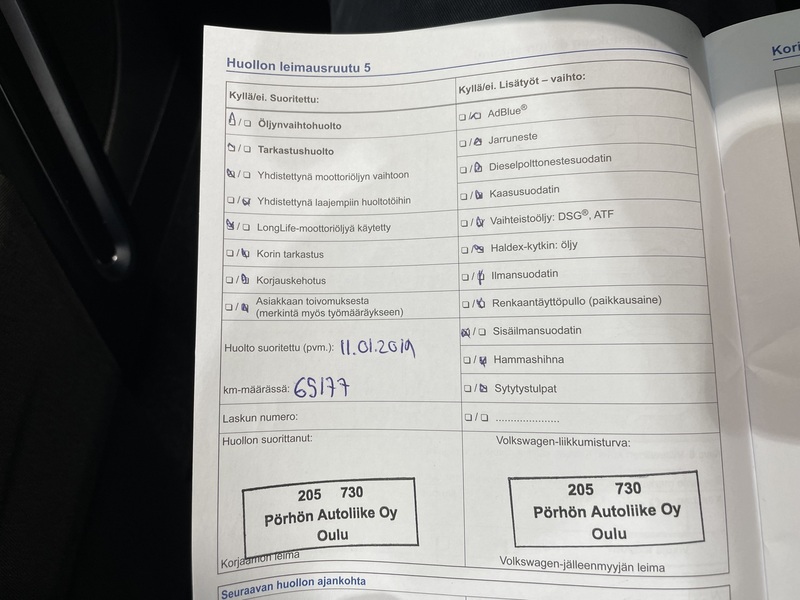 Huollon leimausruutu 5
Kyllä/ei. Suoritettu:
☐/☐ Öljynvaihtohuolto
☐/☐ Tarkastushuolto
☐/☐ Yhdistettynä moottoriöljyn vaihtoon
☐/☐ Yhdistettynä laajempiin huoltotöihin
☐/☐ LongLife-moottoriöljyä käytetty
☐/☐ Korin tarkastus
☐/☐ Korjauskehotus
☐/☐ Asiakkaan toivomuksesta
(merkintä myös työmääräykseen)
Huolto suoritettu (pvm.): 11.01.2019
km-määrässä: 65177
Laskun numero:
Huollon suorittanut:
205 730
Pörhön Autoliike Oy
Oulu
Korjaamon leima
Kyllä/ei. Lisätyöt – vaihto:
☐/☐ AdBlue®
☐/☐ Jarruneste
☐/☐ Dieselpolttonestesuodatin
☐/☐ Kaasusuodatin
☐/☐ Vaihteistoöljy: DSG®, ATF
☐/☐ Haldex-kytkin: öljy
☐/☐ Ilmansuodatin
☐/☐ Renkaantäyttöpullo (paikkausaine)
☐/☐ Sisäilmansuodatin
☐/☐ Hammashihna
☐/☐ Sytytystulpat
☐/☐ .....................
Volkswagen-liikkumisturva:
205 730
Pörhön Autoliike Oy
Oulu
Volkswagen-jälleenmyyjän leima
Seuraavan huollon ajankohta
Kori